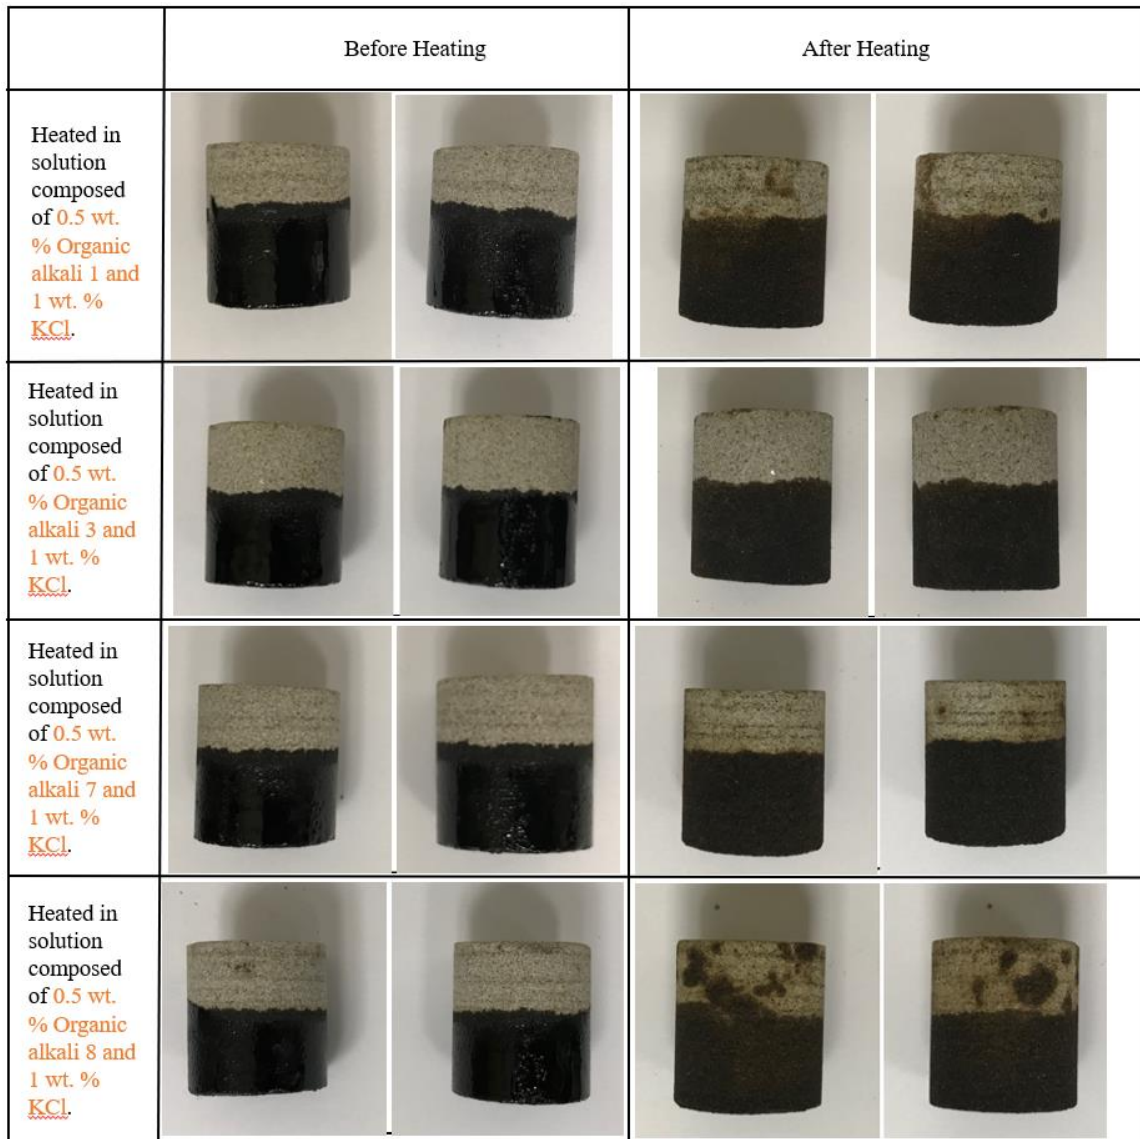 Before Heating
After Heating
Heated in
solution
composed
of 0.5 wt.
% Organic
alkali 1 and
1 wt. %
KCl.
Heated in
solution
composed
of 0.5 wt.
% Organic
alkali 3 and
1 wt. %
KCl.
Heated in
solution
composed
of 0.5 wt.
% Organic
alkali 7 and
1 wt. %
KCl.
Heated in
solution
composed
of 0.5 wt.
% Organic
alkali 8 and
1 wt. %
KCl.